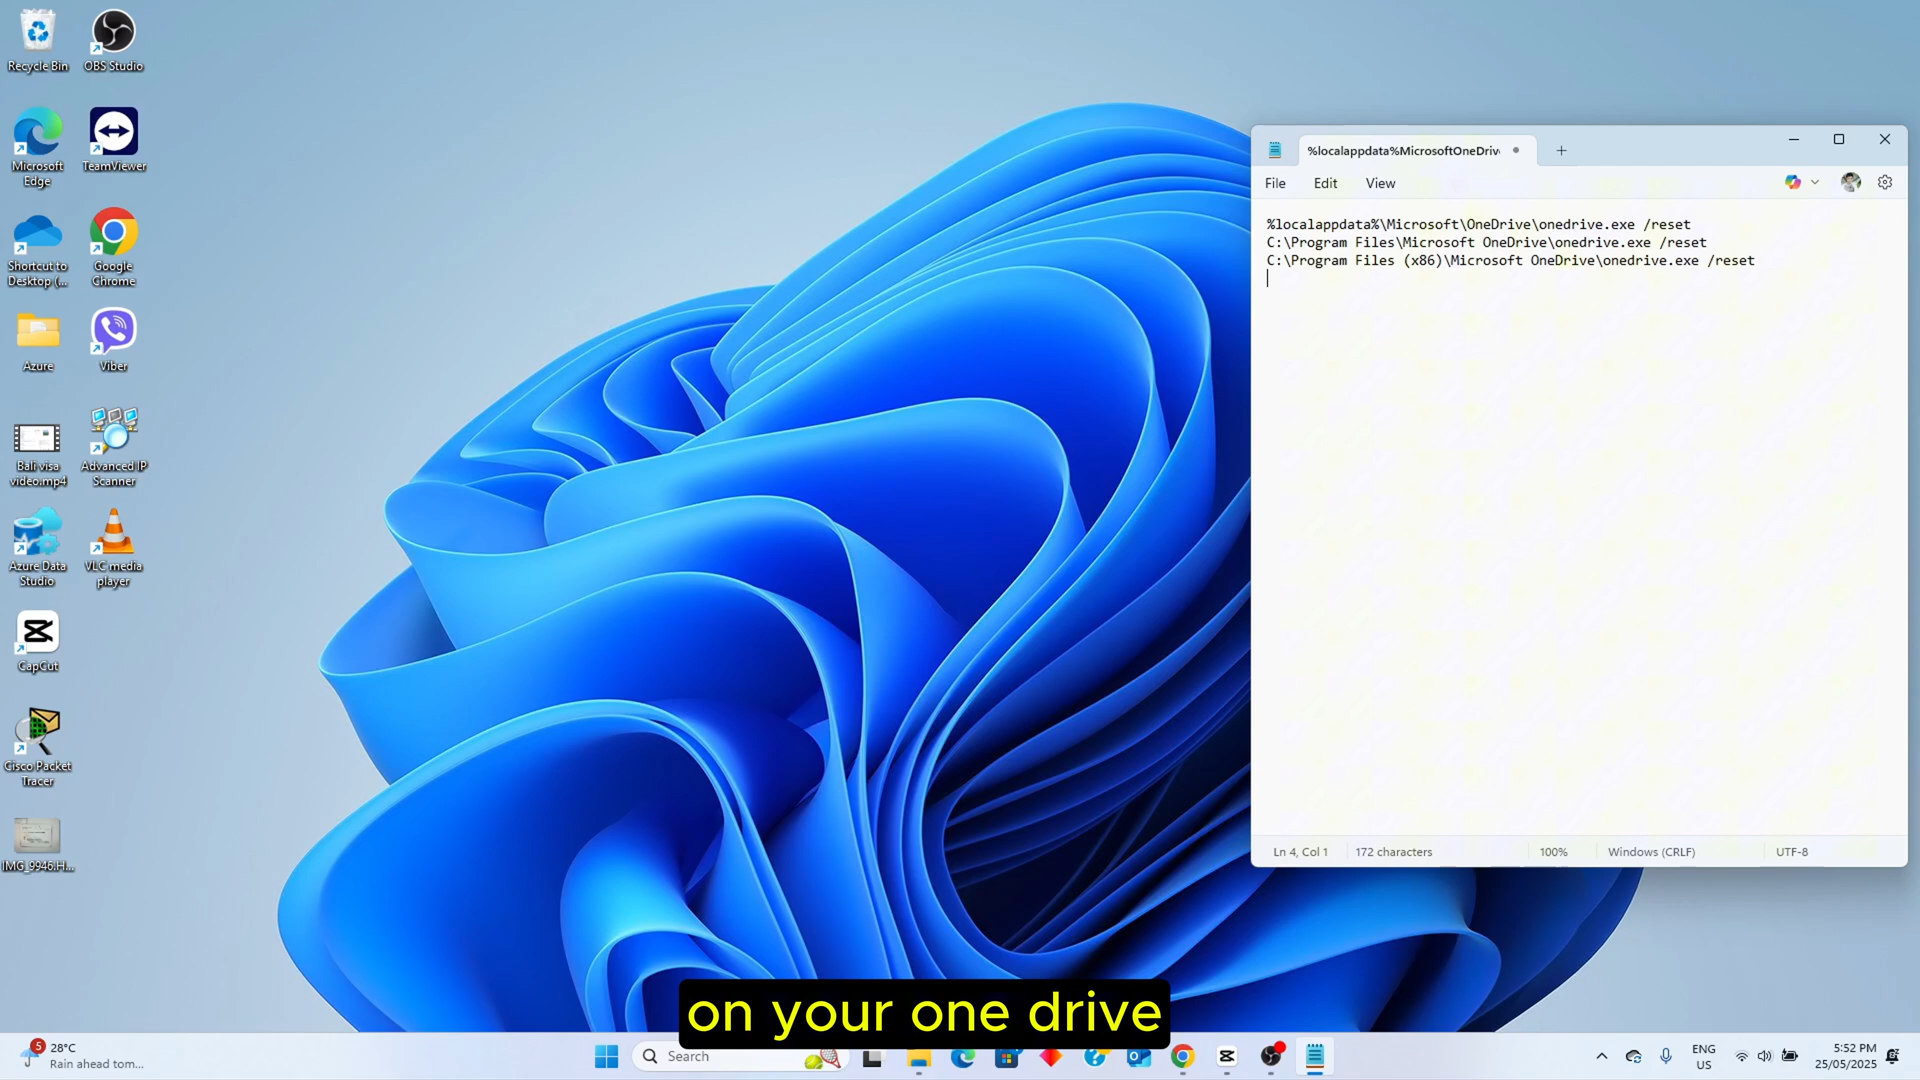 Recycle Bin
OBS Studio
Microsoft
Edge
TeamViewer
Shortcut to
Desktop (...
Google
Chrome
Azure
Viber
Bali visa
video.mp4
Advanced IP
Scanner
Azure Data
Studio
VLC media
player
CapCut
Cisco Packet
Tracer
IMG_9946.H...
%localappdata%MicrosoftOneDriv
File
Edit
View
%localappdata%\Microsoft\OneDrive\onedrive.exe /reset
C:\Program Files\Microsoft OneDrive\onedrive.exe /reset
C:\Program Files (x86)\Microsoft OneDrive\onedrive.exe /reset
Ln 4, Col 1
172 characters
100%
Windows (CRLF)
UTF-8
on your one drive
5
28°C
Rain ahead tom...
Search
ENG
US
5:52 PM
25/05/2025